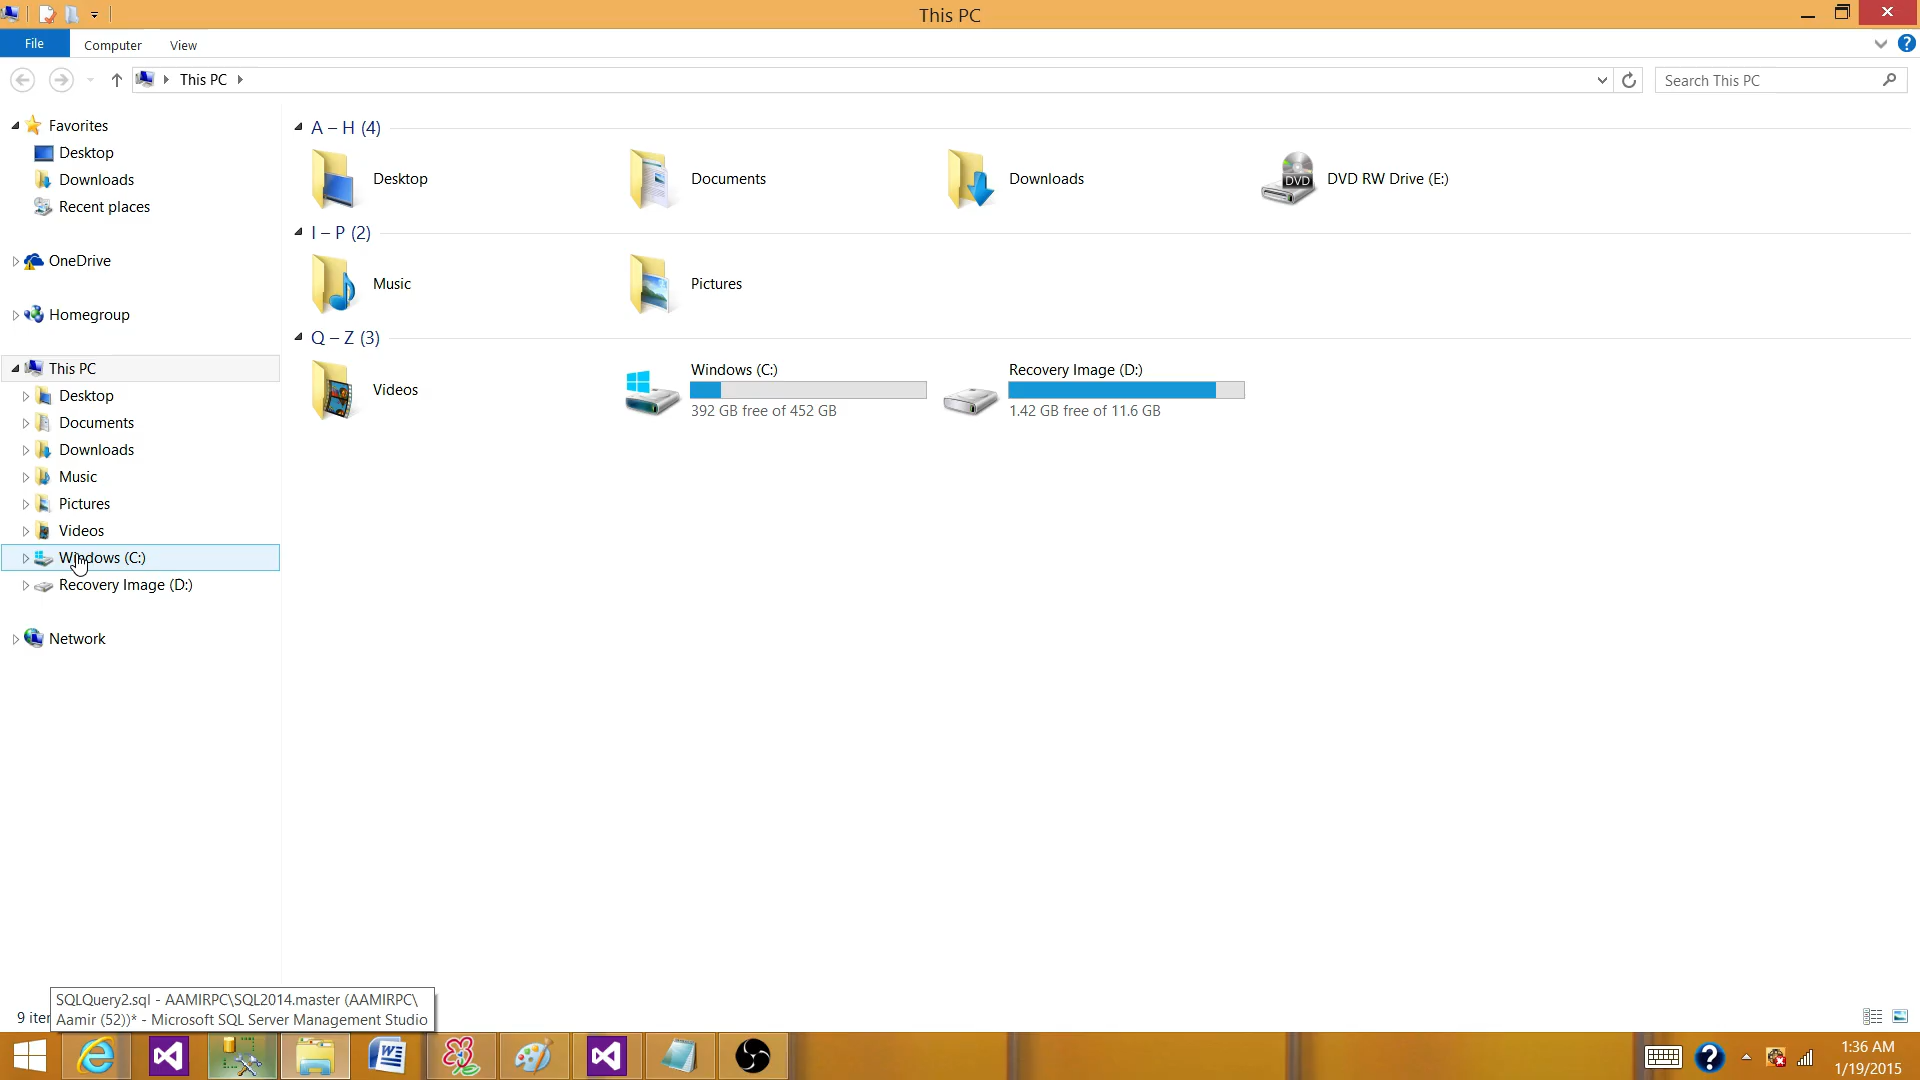 This PC
File
Computer
View
This PC
Search This PC
Favorites
Desktop
Downloads
Recent places
OneDrive
Homegroup
This PC
Desktop
Documents
Downloads
Music
Pictures
Videos
Windows (C:)
Recovery Image (D:)
Network
A – H (4)
Desktop
Documents
Downloads
DVD
DVD RW Drive (E:)
I – P (2)
Music
Pictures
Q – Z (3)
Videos
Windows (C:)
392 GB free of 452 GB
Recovery Image (D:)
1.42 GB free of 11.6 GB
SQLQuery2.sql - AAMIRPC\SQL2014.master (AAMIRPC\
Aamir (52))* - Microsoft SQL Server Management Studio
1:36 AM
1/19/2015